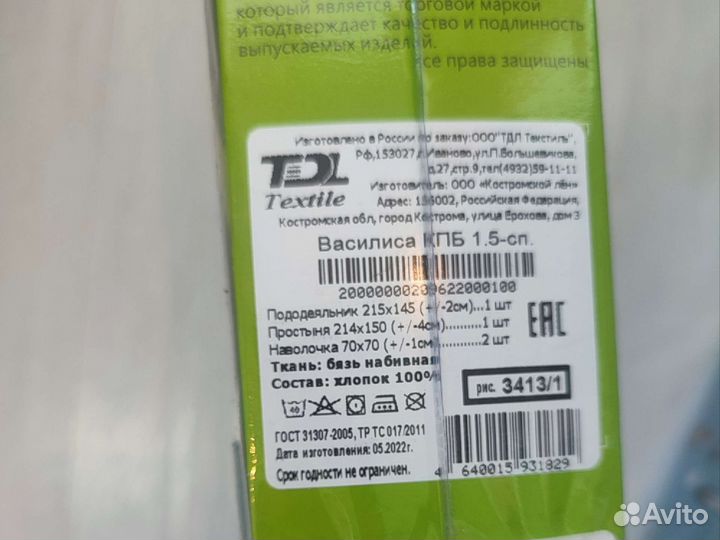 который является торговой маркой
и подтверждает качество и подлинность
выпускаемых изделий.
все права защищены
Изготовлено в России по заказу:ООО"ТДЛ Текстиль",
РФ,153027,г.Иваново,ул.П.Большевикова,
д.27,стр.9,тел(4932)59-11-11
Изготовитель: ООО «Костромской лён»
Адрес: 156002, Российская Федерация,
Костромская обл, город Кострома, улица Ерохова, дом 3
TDL
Textile
Василиса КПБ 1.5-сп.
20000000209622000100
Пододеяльник 215x145 (+/-2см)...1 шт
Простыня 214x150 (+/-4см)..........1 шт
Наволочка 70x70 (+/-1см)..........2 шт
Ткань: бязь набивная
Состав: хлопок 100%
EAC
рис. 3413/1
40
ГОСТ 31307-2005, ТР ТС 017/2011
Дата изготовления: 05.2022г.
Срок годности не ограничен.
4 640015 931829
Avito